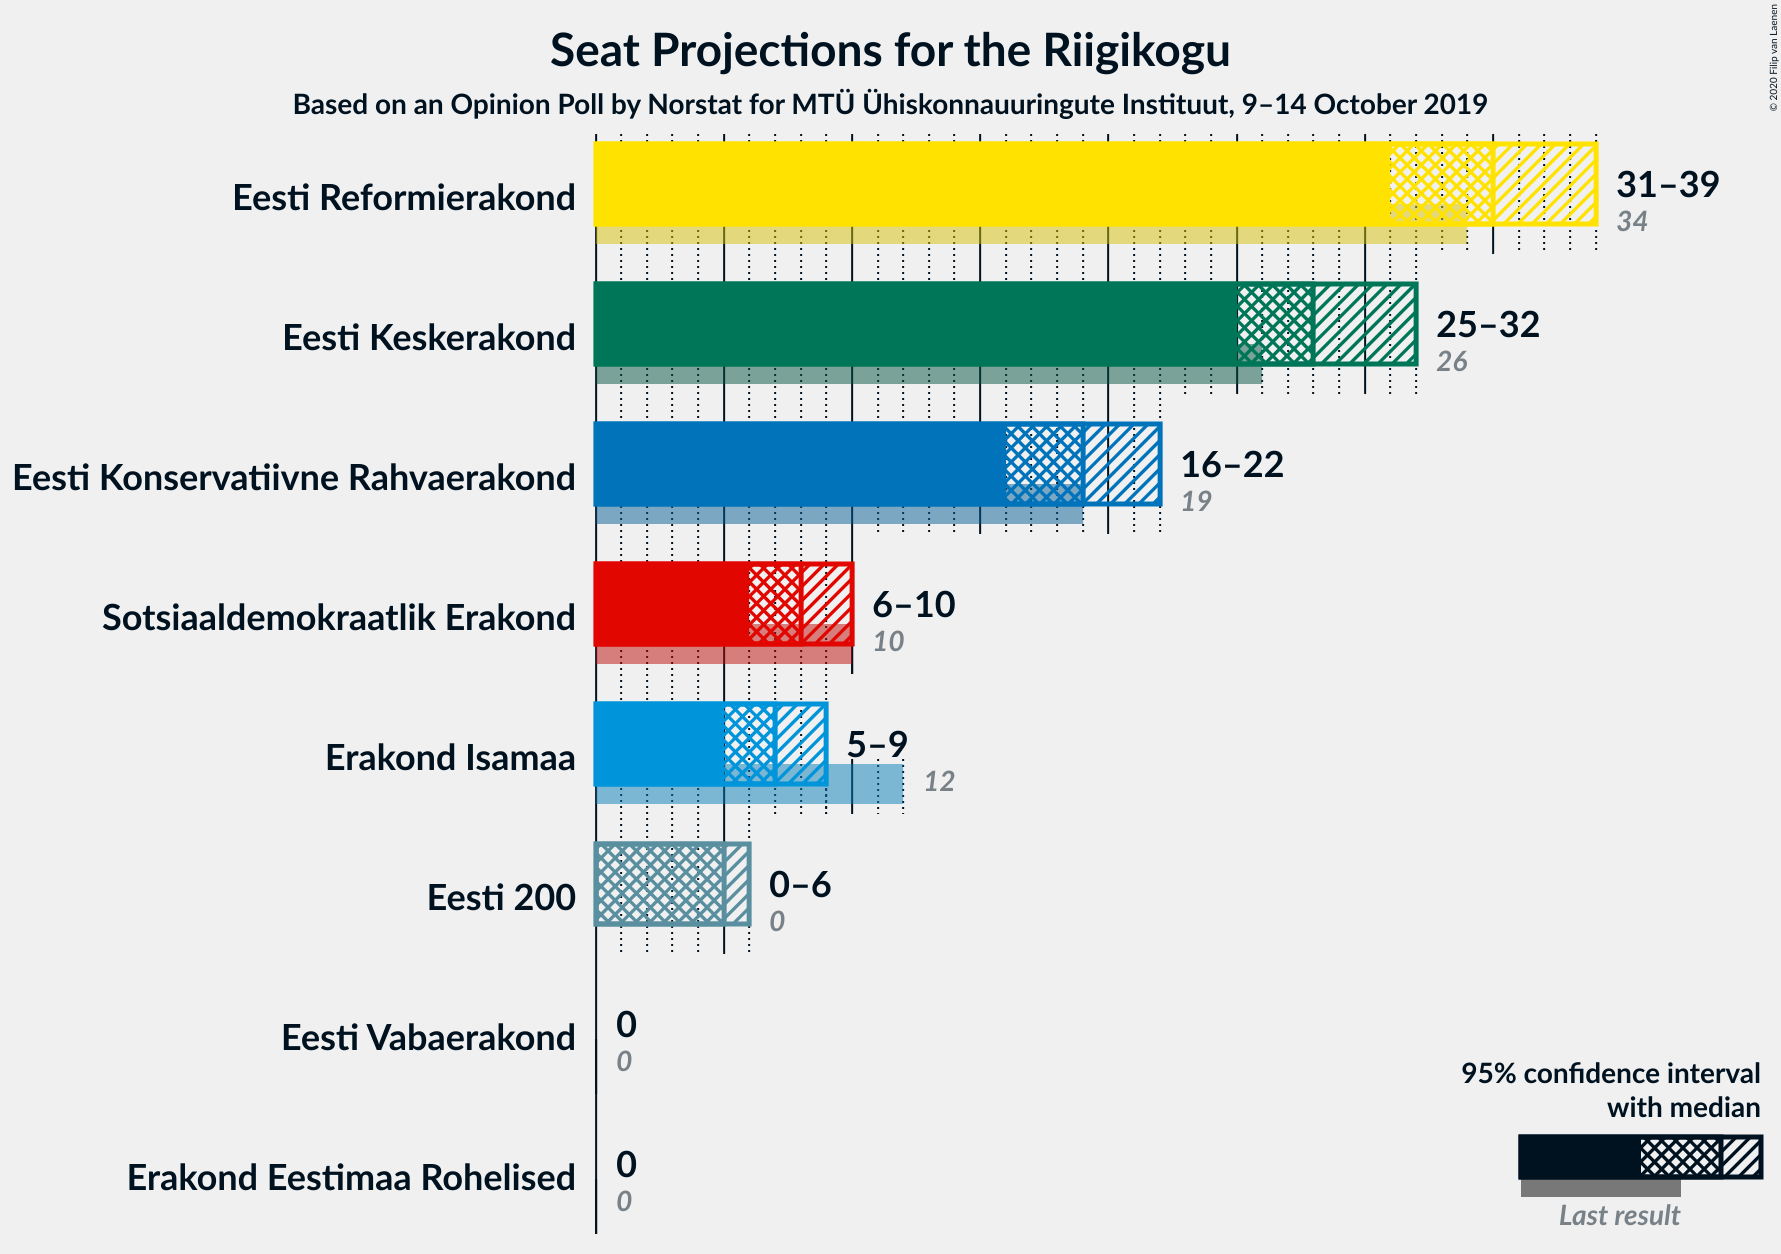 Seat Projections for the Riigikogu
Based on an Opinion Poll by Norstat for MTÜ Ühiskonnauuringute Instituut, 9–14 October 2019
© 2020 Filip van Laenen
Eesti Reformierakond
31–39
34
Eesti Keskerakond
25–32
26
Eesti Konservatiivne Rahvaerakond
16–22
19
Sotsiaaldemokraatlik Erakond
6–10
10
Erakond Isamaa
5–9
12
Eesti 200
0–6
0
Eesti Vabaerakond
0
0
Erakond Eestimaa Rohelised
0
0
95% confidence interval
with median
Last result